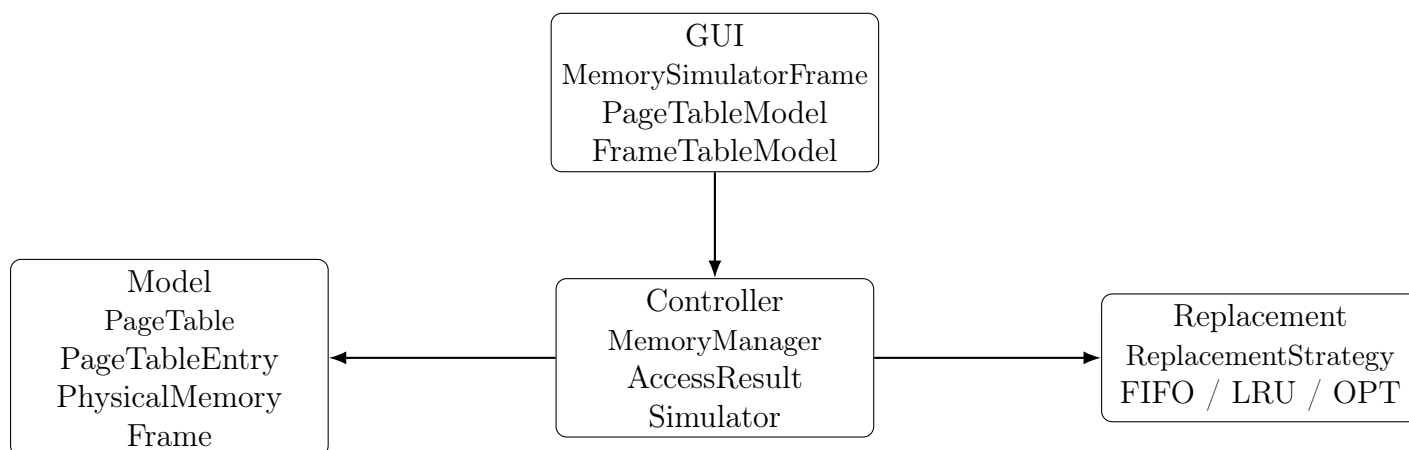 GUI
MemorySimulatorFrame
PageTableModel
FrameTableModel
Model
PageTable
PageTableEntry
PhysicalMemory
Frame
Controller
MemoryManager
AccessResult
Simulator
Replacement
ReplacementStrategy
FIFO / LRU / OPT